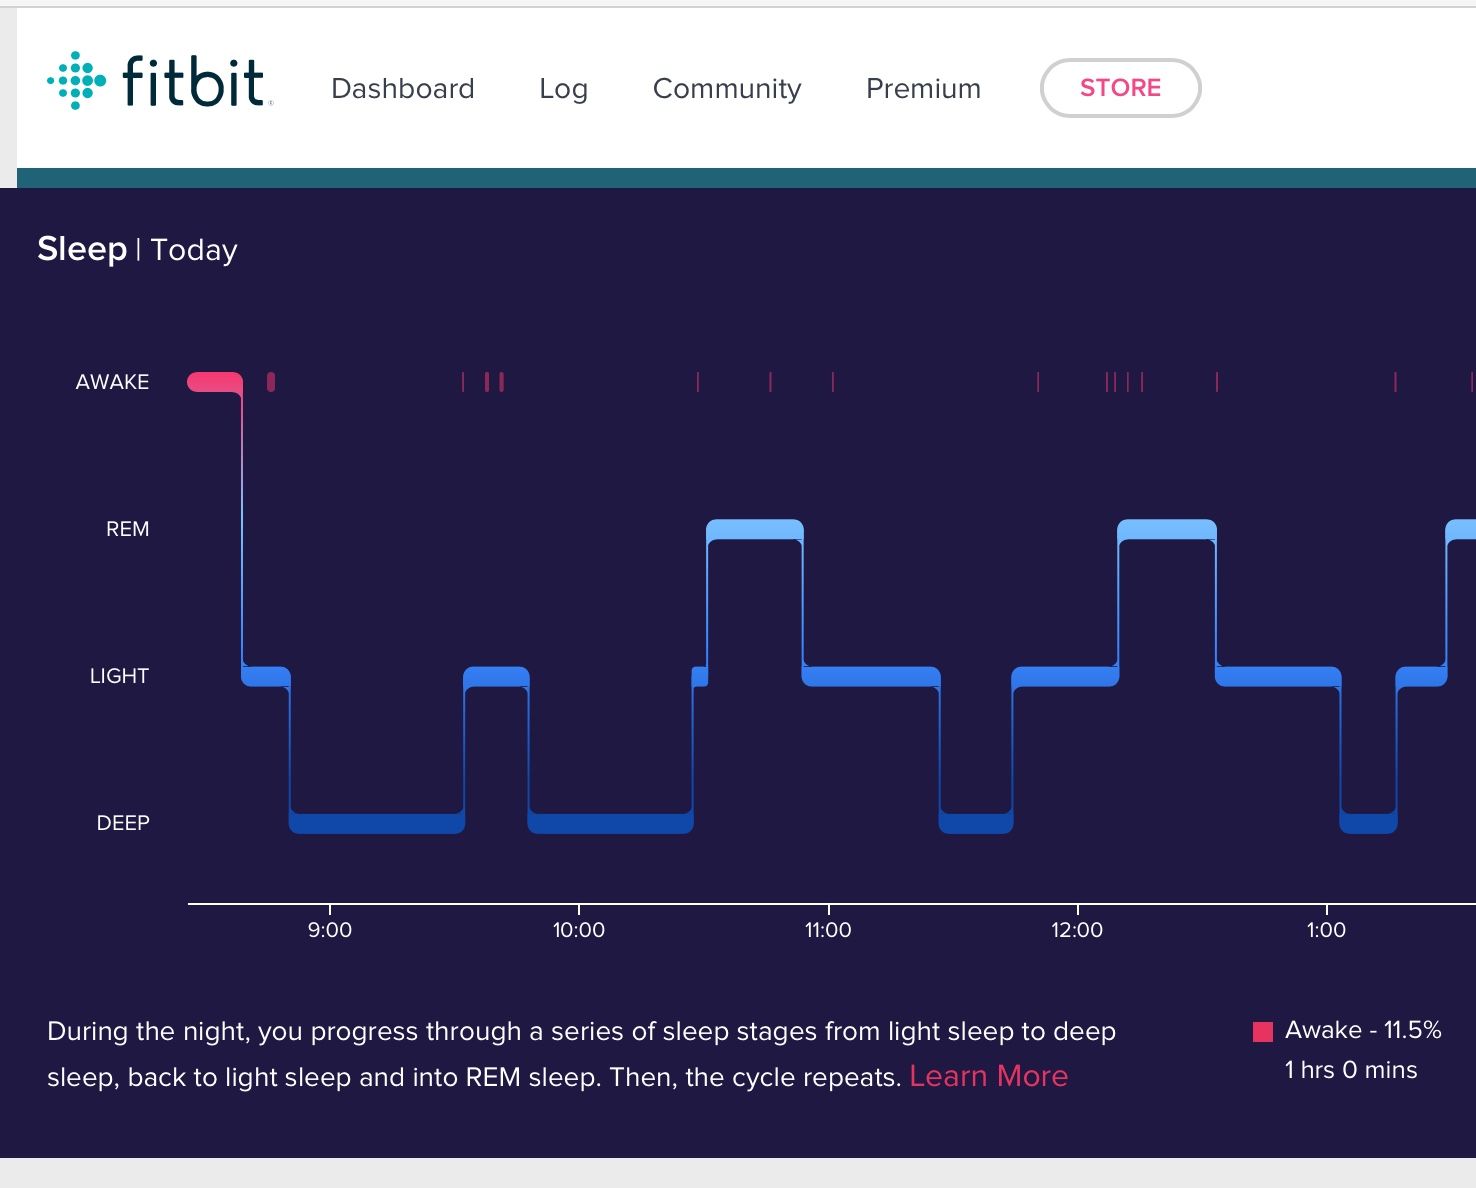 fitbit
Dashboard Log Community Premium STORE
Sleep | Today
AWAKE
REM
LIGHT
DEEP
9:00 10:00 11:00 12:00 1:00
During the night, you progress through a series of sleep stages from light sleep to deep
sleep, back to light sleep and into REM sleep. Then, the cycle repeats. Learn More
Awake - 11.5%
1 hrs 0 mins